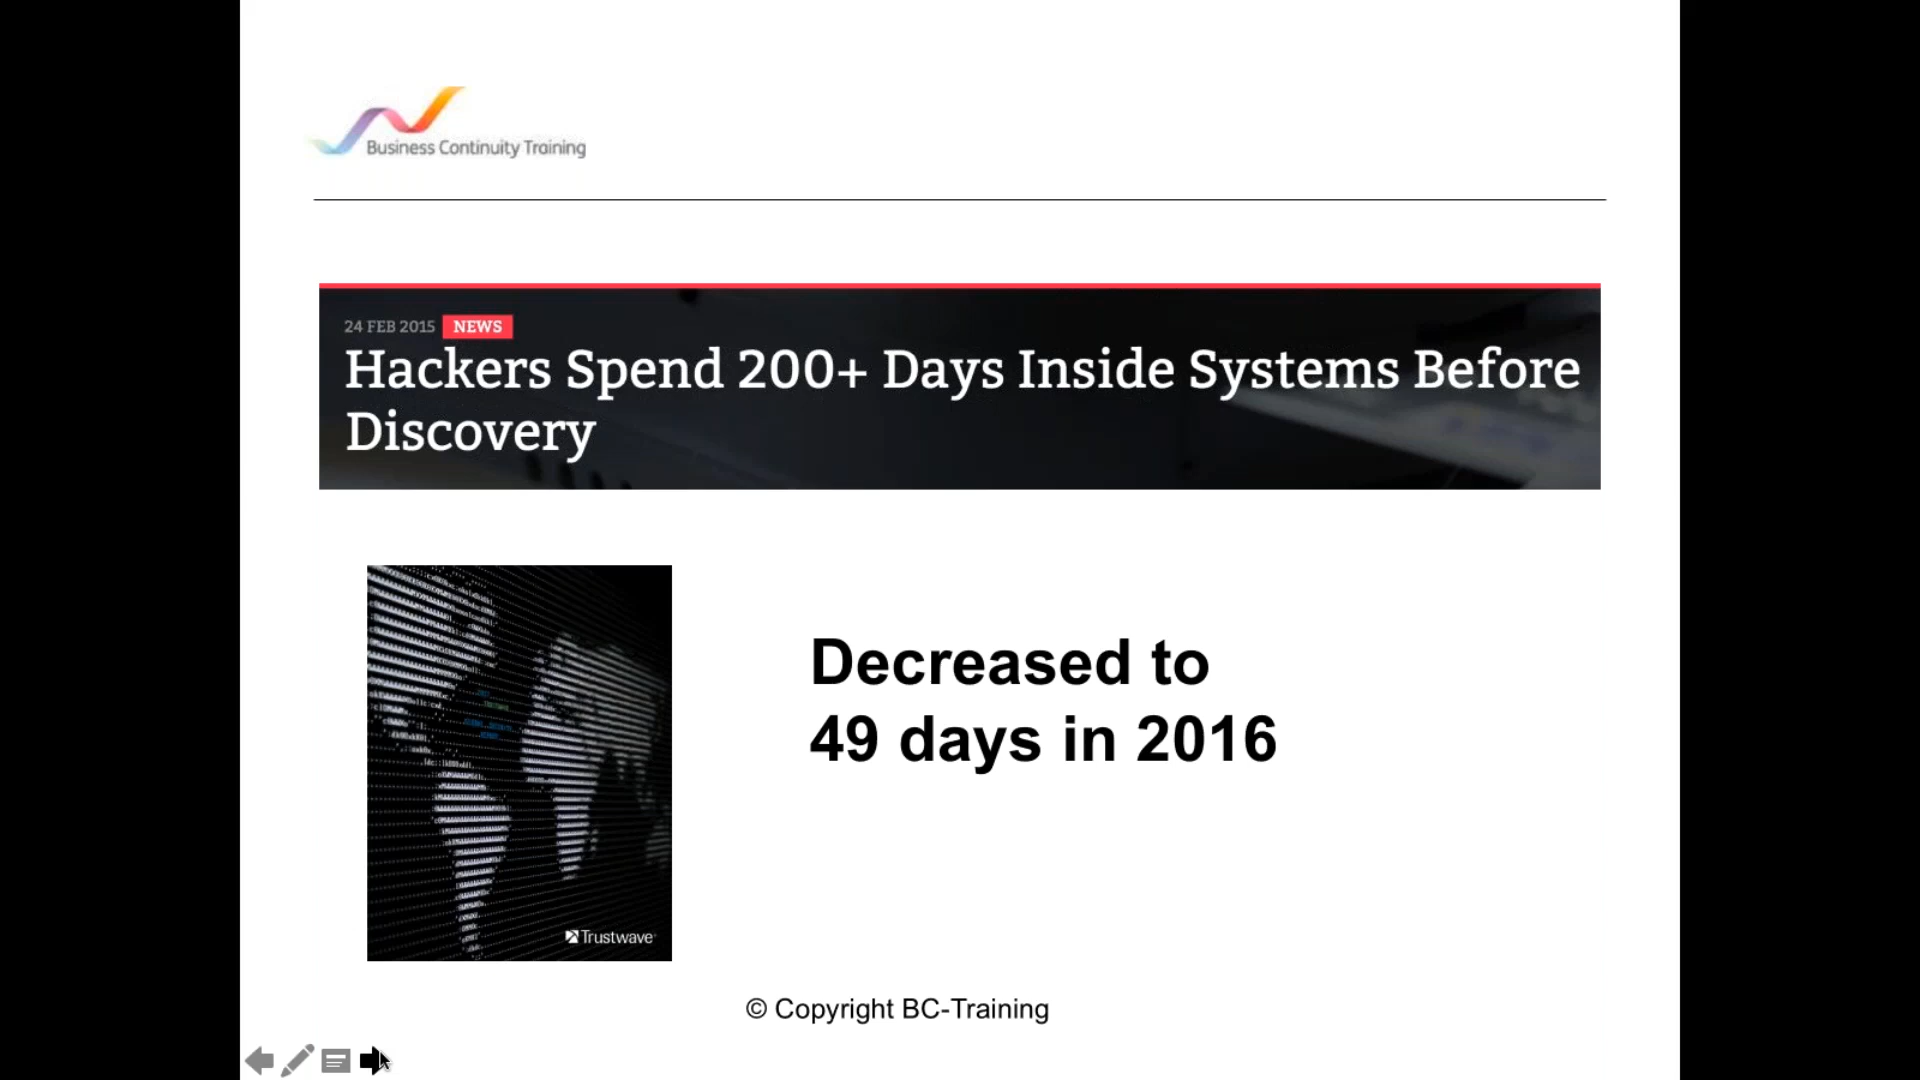 Business Continuity Training
24 FEB 2015 NEWS
Hackers Spend 200+ Days Inside Systems Before
Discovery
Decreased to
49 days in 2016
Trustwave
© Copyright BC-Training